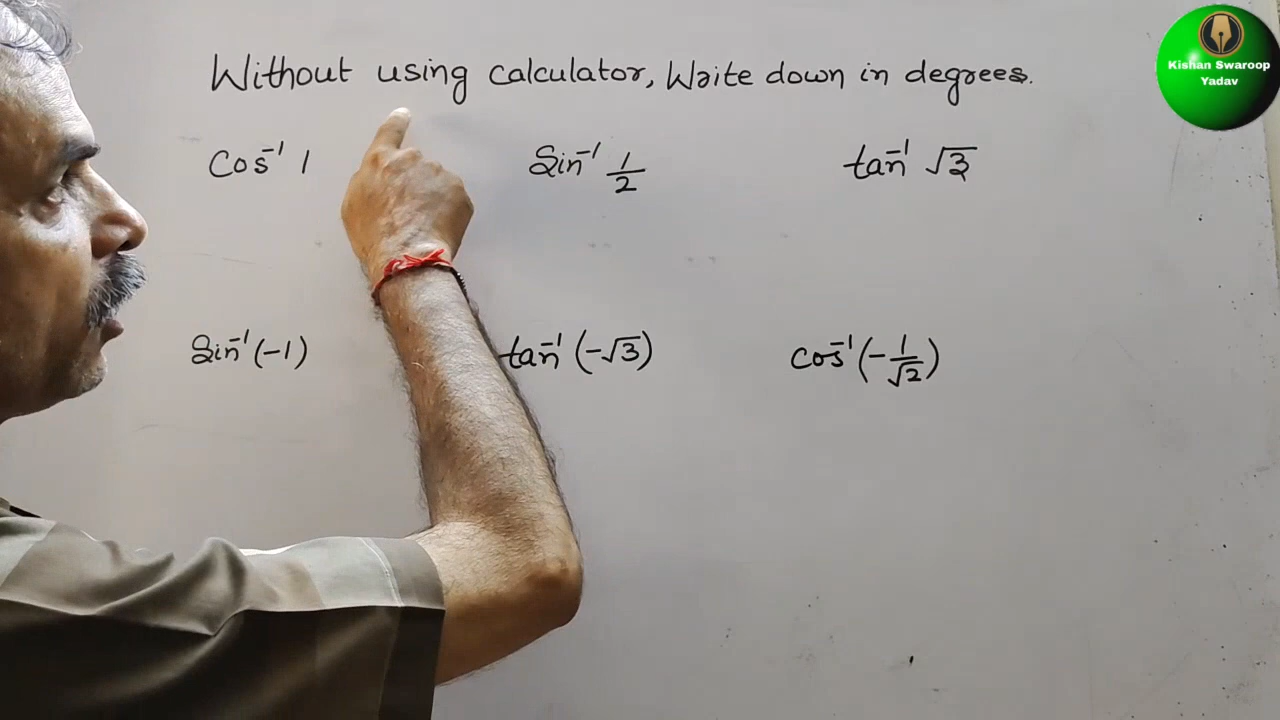 Without using calculator, Write down in degrees.
Cos⁻¹ 1 Sin⁻¹ 1/2 tan⁻¹ √3
Sin⁻¹(-1) tan⁻¹(-√3) cos⁻¹(-1/√2)
Kishan Swaroop
Yadav